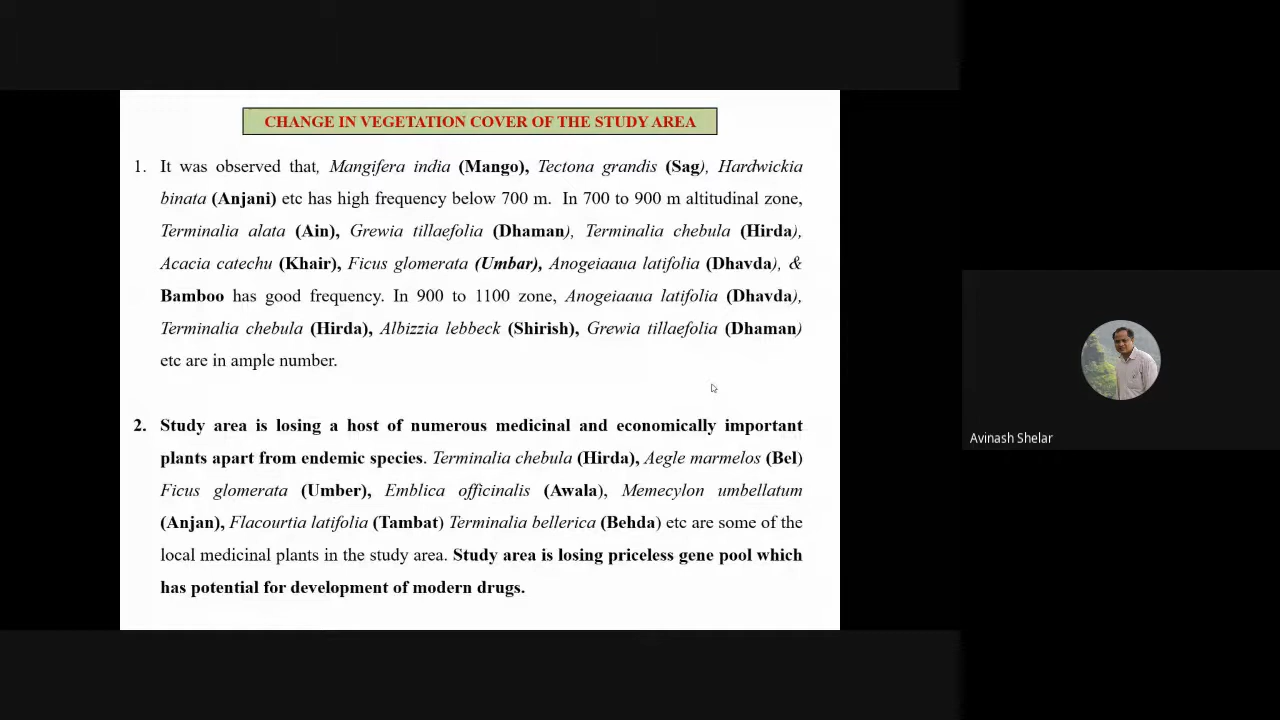 CHANGE IN VEGETATION COVER OF THE STUDY AREA
1. It was observed that, Mangifera india (Mango), Tectona grandis (Sag), Hardwickia
binata (Anjani) etc has high frequency below 700 m. In 700 to 900 m altitudinal zone,
Terminalia alata (Ain), Grewia tillaefolia (Dhaman), Terminalia chebula (Hirda),
Acacia catechu (Khair), Ficus glomerata (Umbar), Anogeiaaua latifolia (Dhavda), &
Bamboo has good frequency. In 900 to 1100 zone, Anogeiaaua latifolia (Dhavda),
Terminalia chebula (Hirda), Albizzia lebbeck (Shirish), Grewia tillaefolia (Dhaman)
etc are in ample number.
2. Study area is losing a host of numerous medicinal and economically important
plants apart from endemic species. Terminalia chebula (Hirda), Aegle marmelos (Bel)
Ficus glomerata (Umber), Emblica officinalis (Awala), Memecylon umbellatum
(Anjan), Flacourtia latifolia (Tambat) Terminalia bellerica (Behda) etc are some of the
local medicinal plants in the study area. Study area is losing priceless gene pool which
has potential for development of modern drugs.
Avinash Shelar